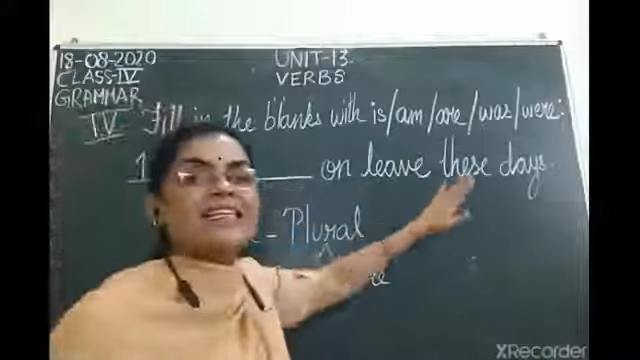 18-08-2020
CLASS-IV
GRAMMAR
UNIT-13
VERBS
IV Fill in the blanks with is/am/are/was/were:
1 ______ on leave these days.
- Plural
XRecorder